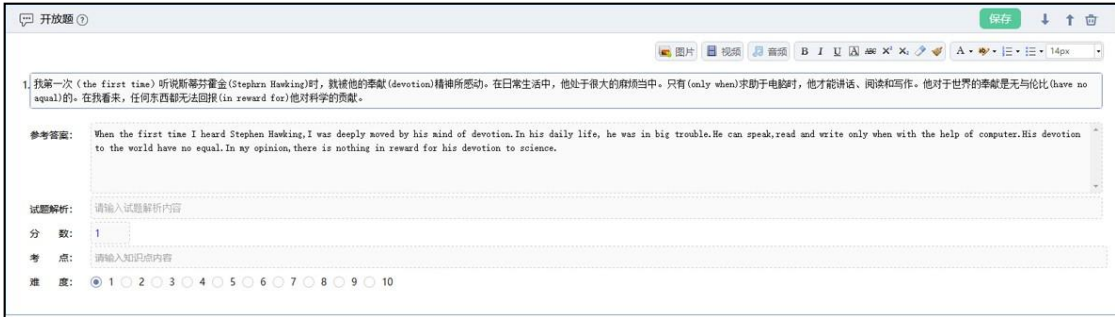 开放题 ?
保存
图片 视频 音频 B I U A ABC X² X₂ A 14px
1. 我第一次（the first time）听说斯蒂芬霍金(Stephrn Hawking)时，就被他的奉献(devotion)精神所感动。在日常生活中，他处于很大的麻烦当中。只有(only when)求助于电脑时，他才能讲话、阅读和写作。他对于世界的奉献是无与伦比(have no
aqual)的。在我看来，任何东西都无法回报(in reward for)他对科学的贡献。
参考答案： When the first time I heard Stephen Hawking,I was deeply moved by his mind of devotion.In his daily life, he was in big trouble.He can speak,read and write only when with the help of computer.His devotion
to the world have no equal.In my opinion,there is nothing in reward for his devotion to science.
试题解析： 请输入试题解析内容
分 数： 1
考 点： 请输入知识点内容
难 度： 1 2 3 4 5 6 7 8 9 10